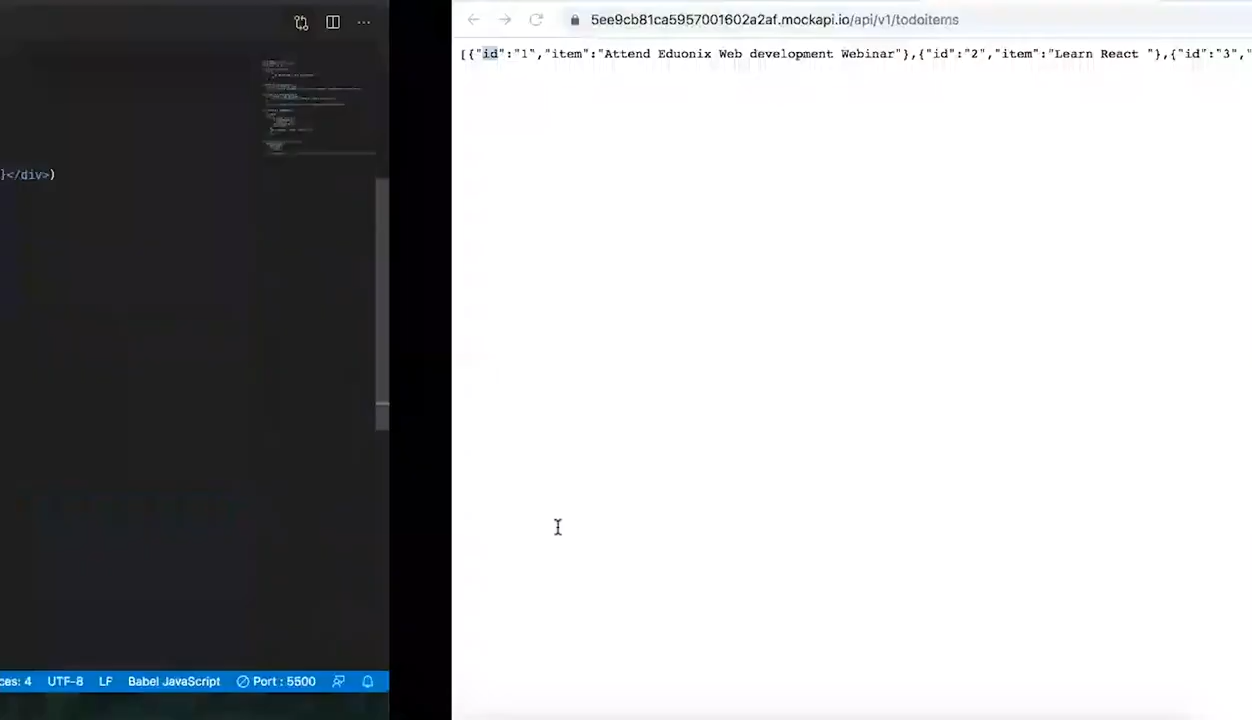 5ee9cb81ca5957001602a2af.mockapi.io/api/v1/todoitems
[{"id":"1","item":"Attend Eduonix Web development Webinar"},{"id":"2","item":"Learn React "},{"id":"3","
}</div>)
ces: 4 UTF-8 LF Babel JavaScript Port : 5500